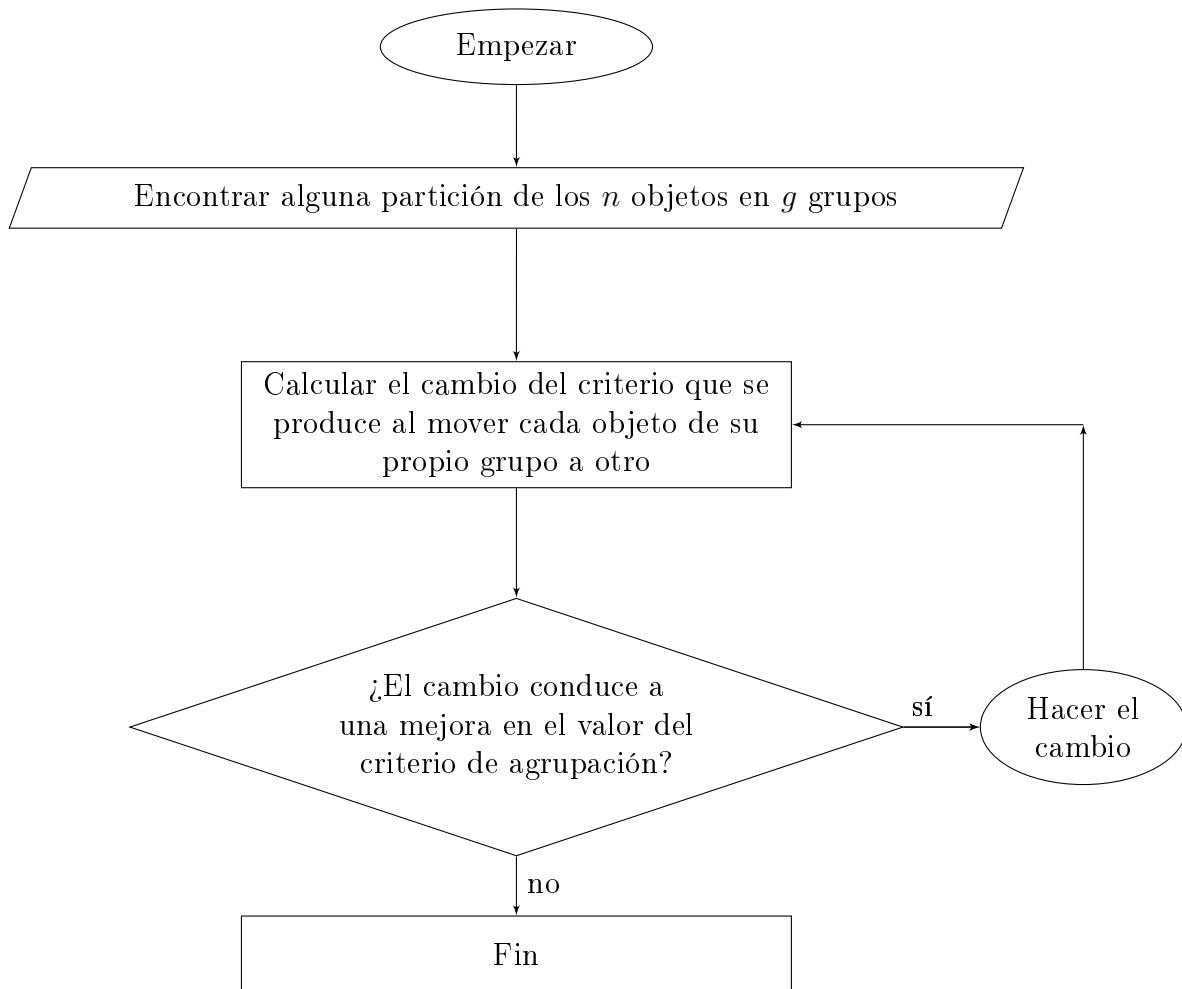 Empezar
Encontrar alguna partición de los n objetos en g grupos
Calcular el cambio del criterio que se
produce al mover cada objeto de su
propio grupo a otro
¿El cambio conduce a
una mejora en el valor del
criterio de agrupación?
sí
Hacer el
cambio
no
Fin